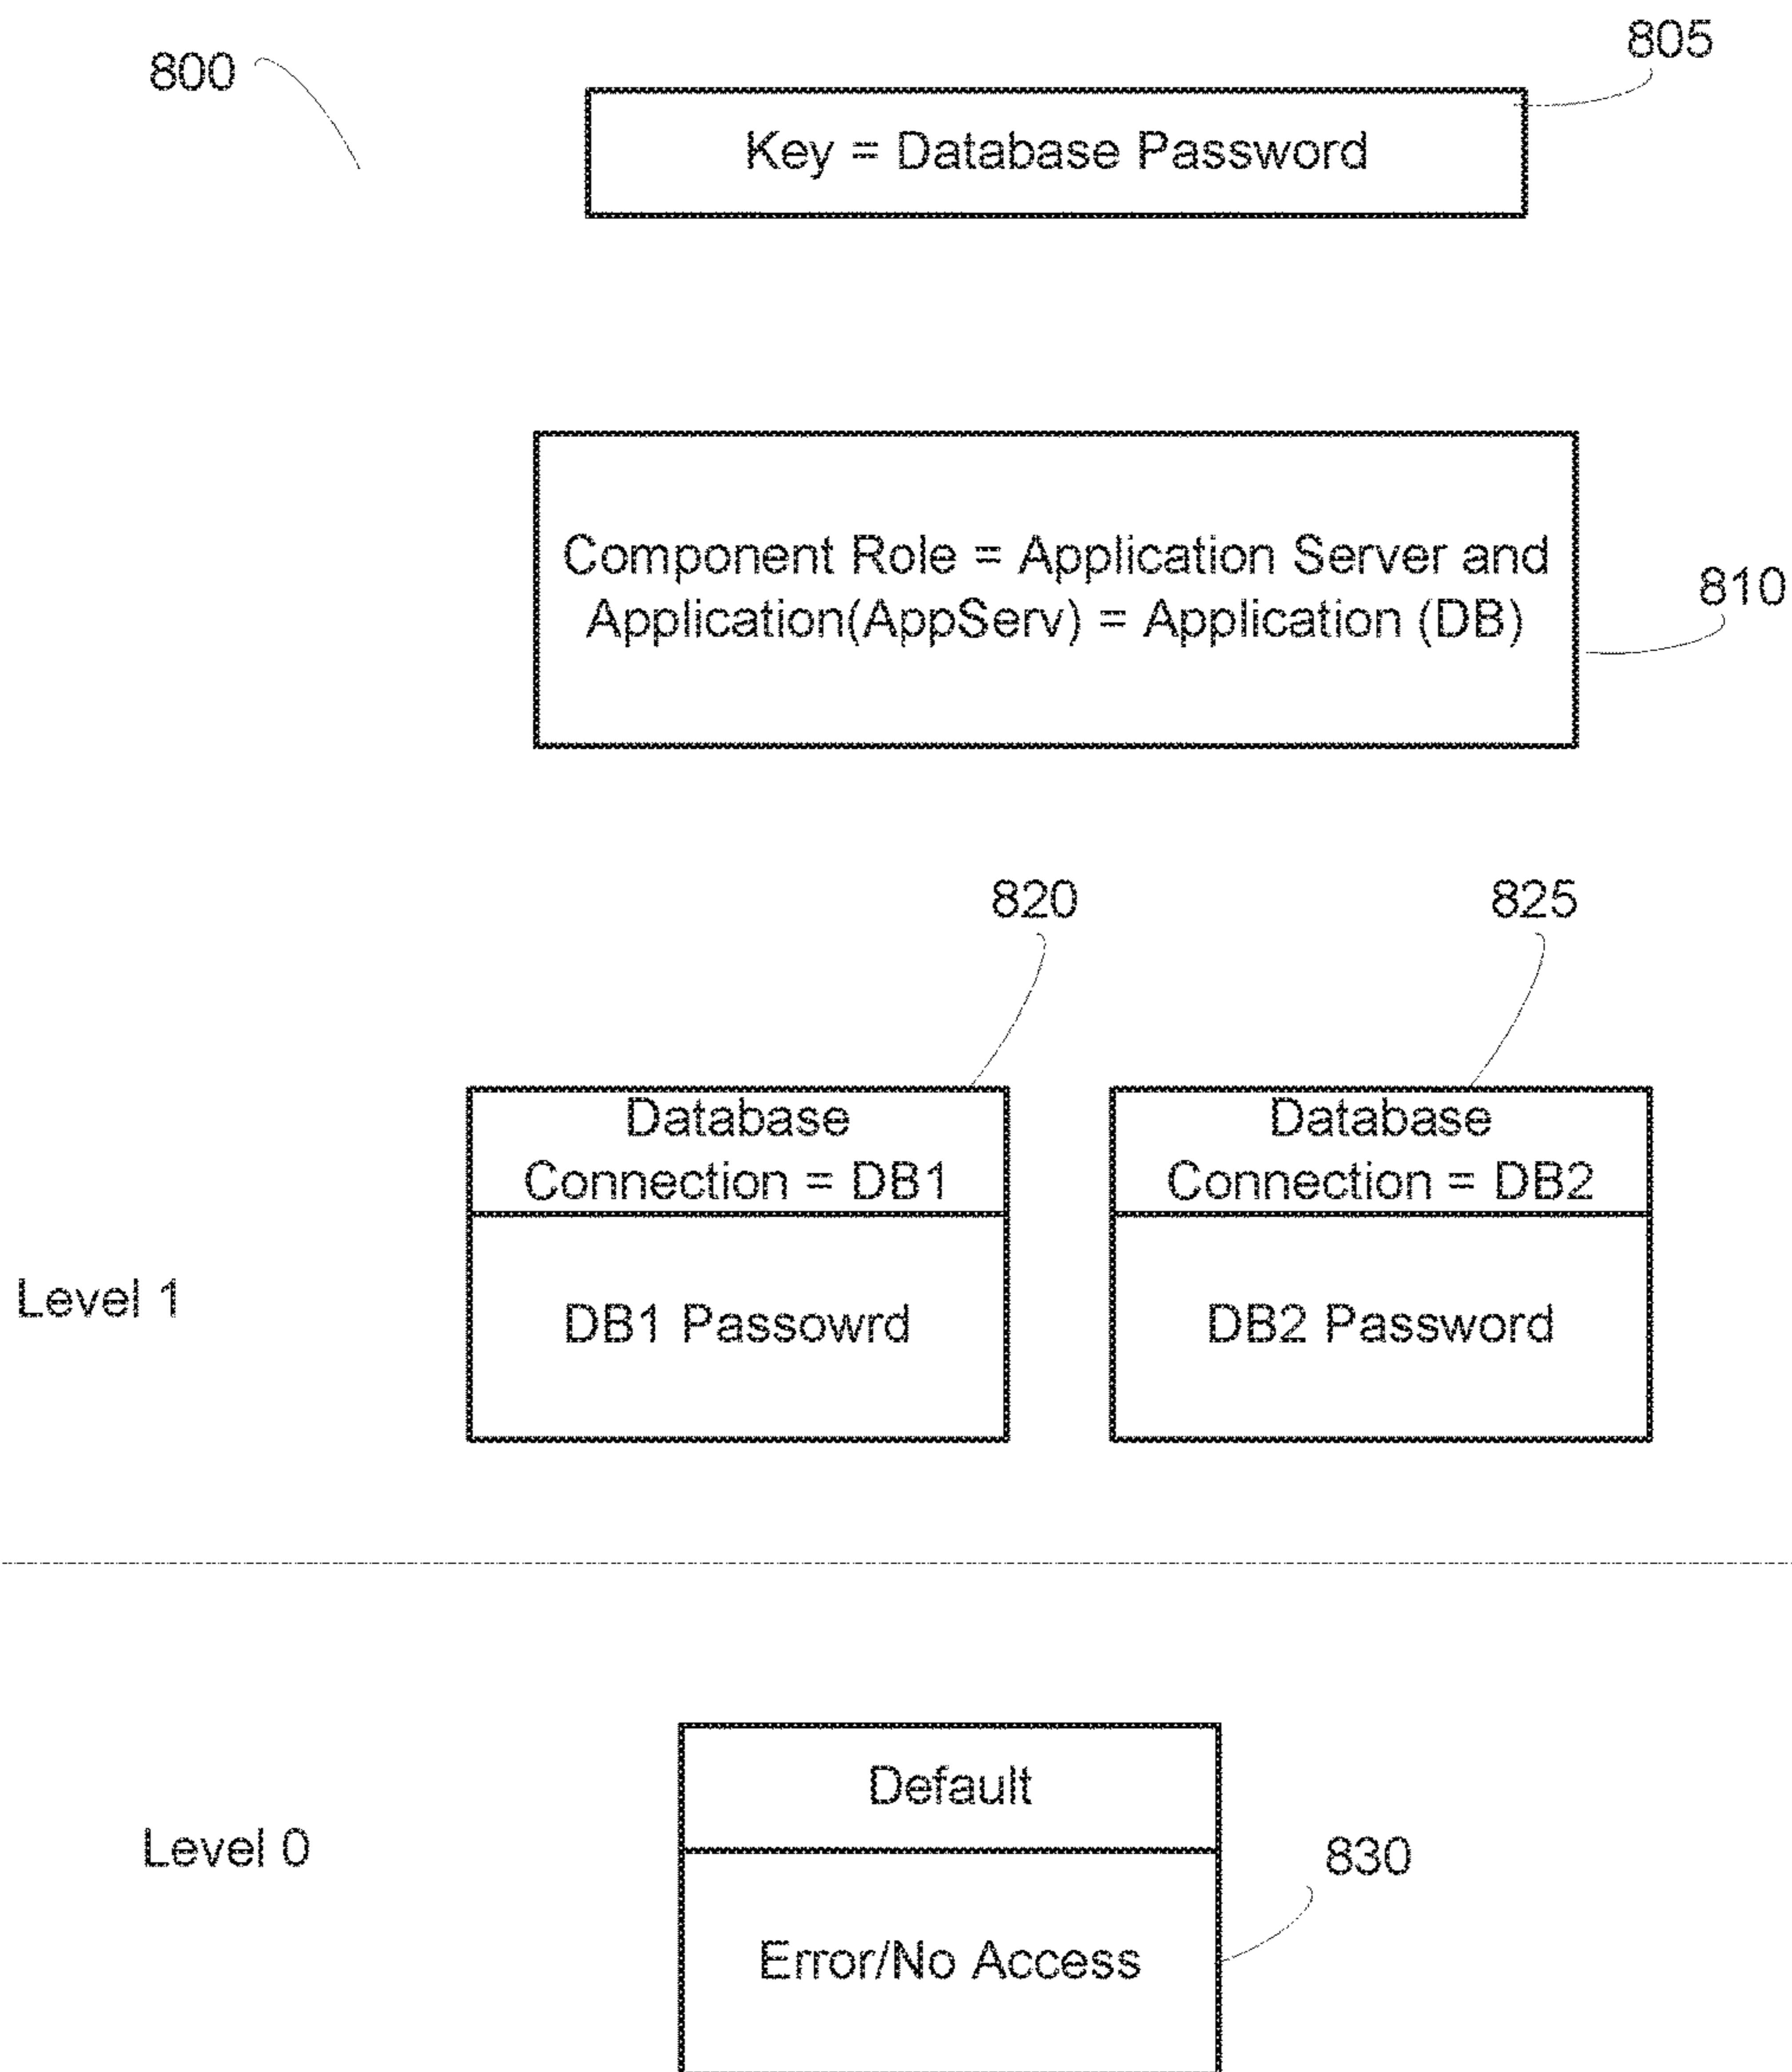 800
805
Key = Database Password
Component Role = Application Server and
Application(AppServ) = Application (DB)
810
820
825
Database
Connection = DB1
Database
Connection = DB2
Level 1
DB1 Passowrd
DB2 Password
Default
Level 0
830
Error/No Access